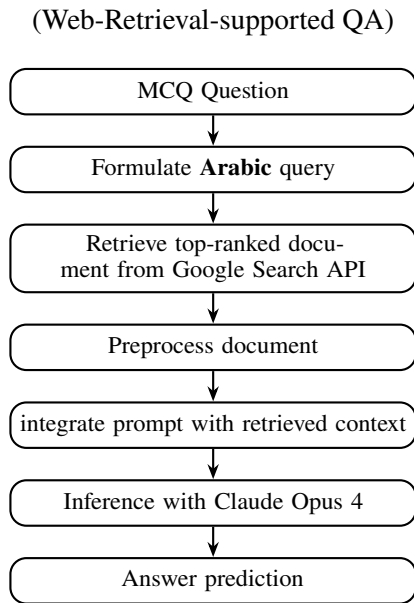 (Web-Retrieval-supported QA)
MCQ Question
Formulate Arabic query
Retrieve top-ranked docu-
ment from Google Search API
Preprocess document
integrate prompt with retrieved context
Inference with Claude Opus 4
Answer prediction